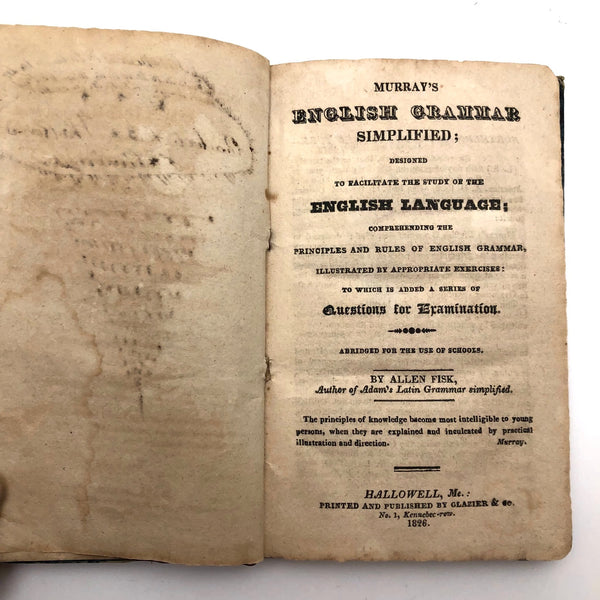 MURRAY'S
ENGLISH GRAMMAR
SIMPLIFIED;
DESIGNED
TO FACILITATE THE STUDY OF THE
ENGLISH LANGUAGE;
COMPREHENDING THE
PRINCIPLES AND RULES OF ENGLISH GRAMMAR,
ILLUSTRATED BY APPROPRIATE EXERCISES:
TO WHICH IS ADDED A SERIES OF
Questions for Examination.
ABRIDGED FOR THE USE OF SCHOOLS.
BY ALLEN FISK,
Author of Adam's Latin Grammar simplified.
The principles of knowledge become most intelligible to young
persons, when they are explained and inculcated by practical
illustration and direction. Murray.
HALLOWELL, Me.:
PRINTED AND PUBLISHED BY GLAZIER & Co.
No. 1, Kennebec-row.
1826.